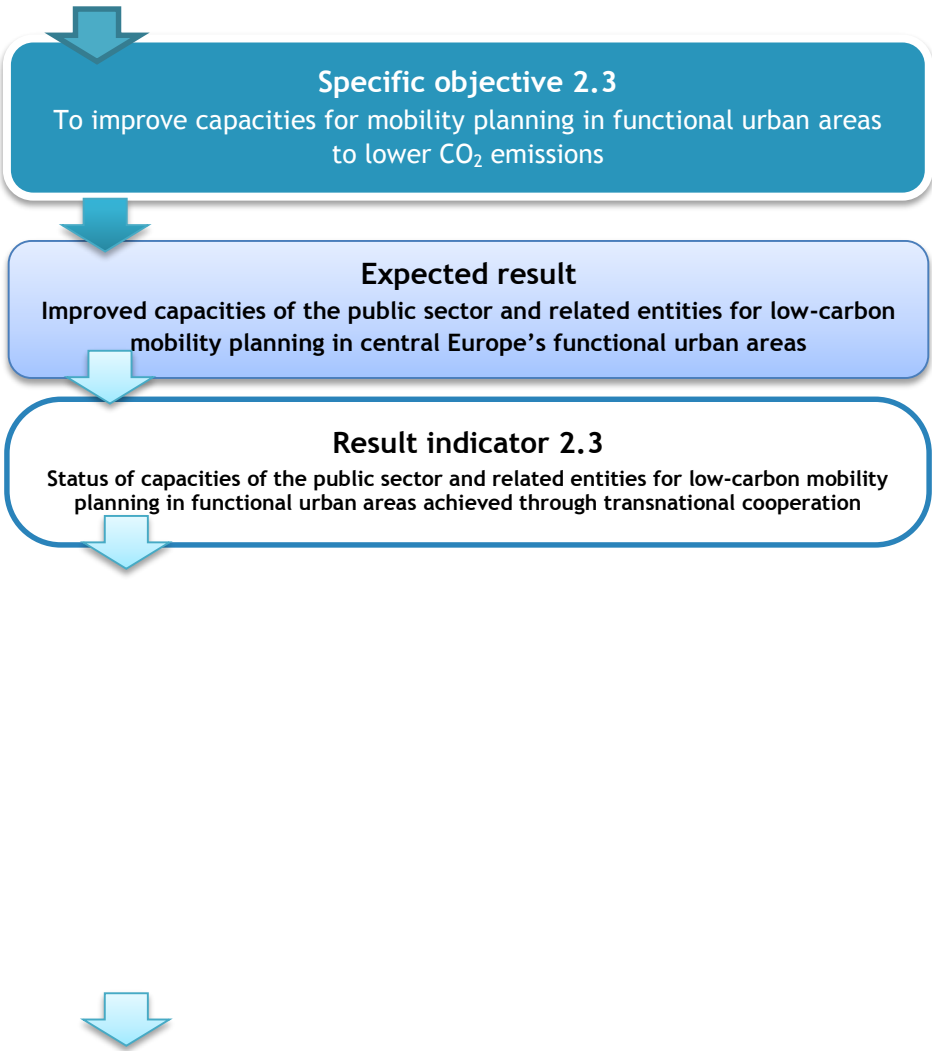 Specific objective 2.3
To improve capacities for mobility planning in functional urban areas
to lower CO₂ emissions
Expected result
Improved capacities of the public sector and related entities for low-carbon
mobility planning in central Europe’s functional urban areas
Result indicator 2.3
Status of capacities of the public sector and related entities for low-carbon mobility
planning in functional urban areas achieved through transnational cooperation